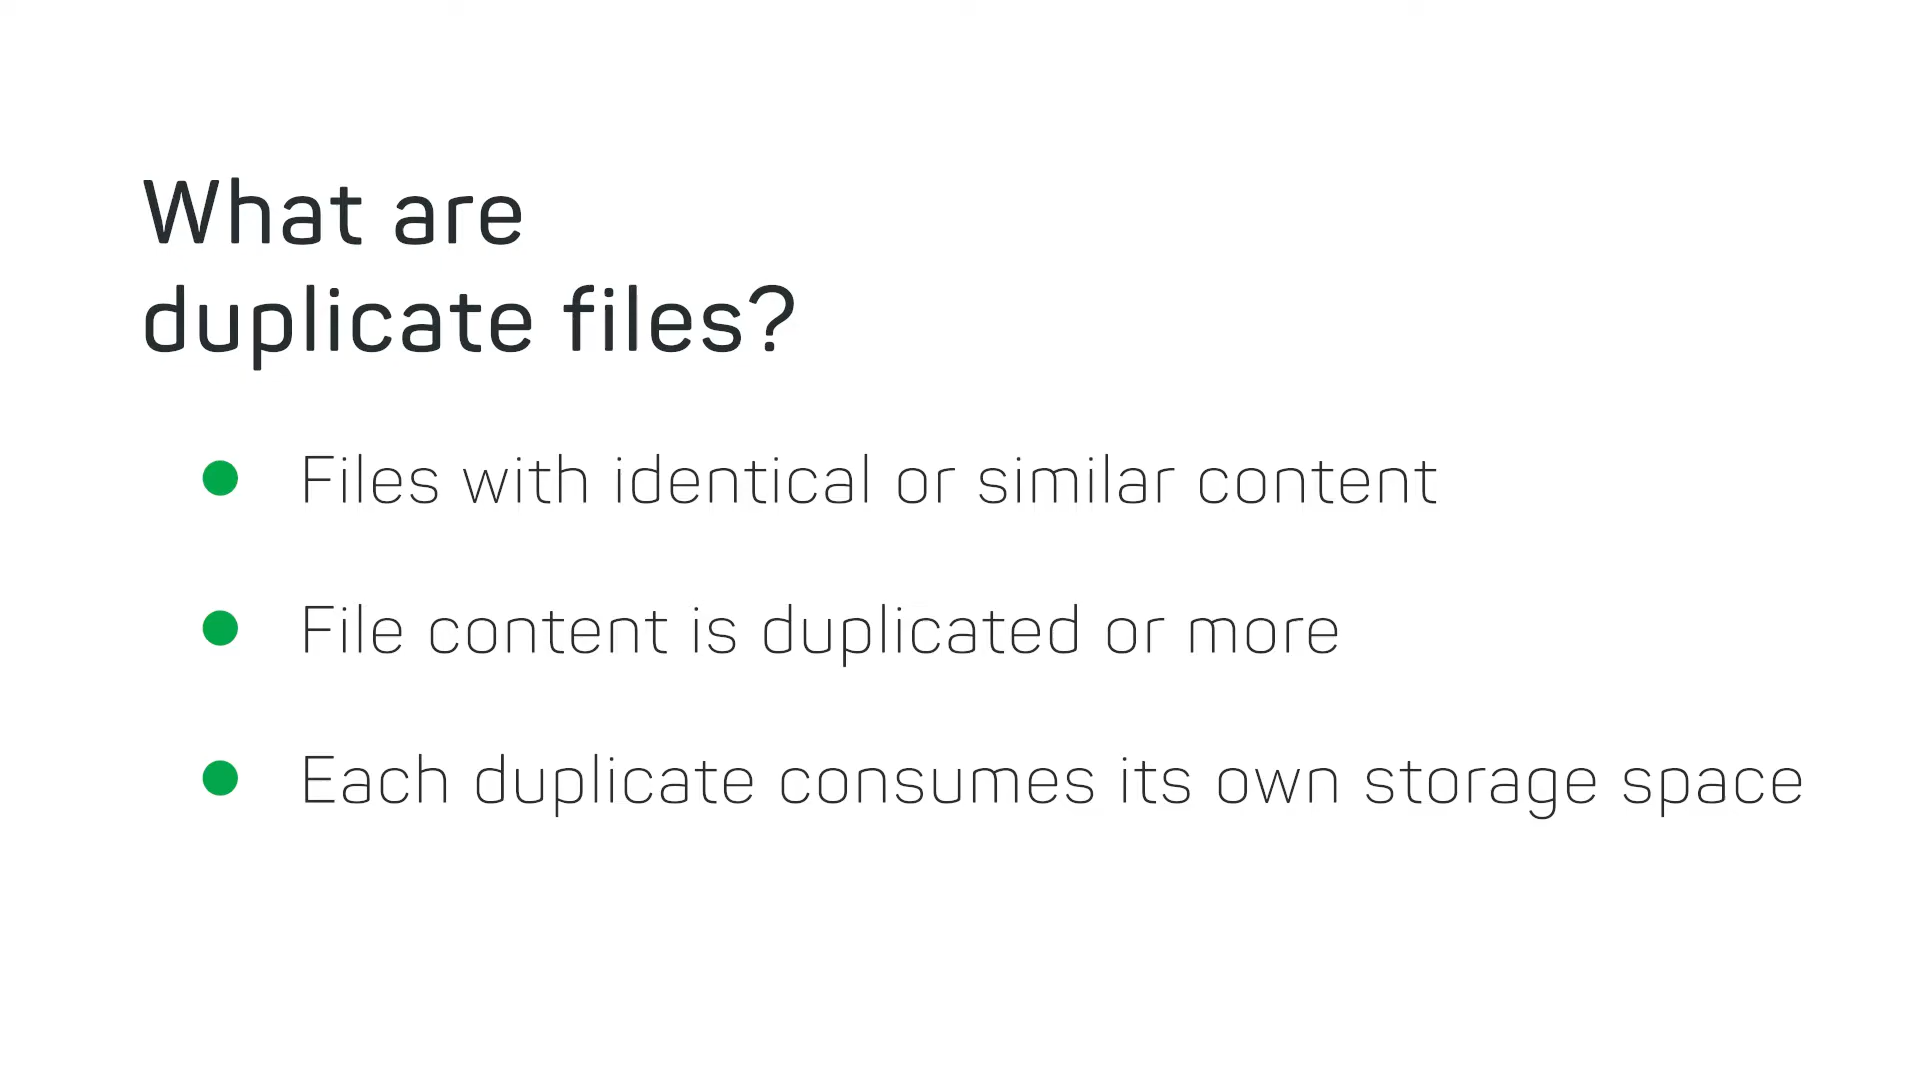 What are
duplicate files?
Files with identical or similar content
File content is duplicated or more
Each duplicate consumes its own storage space